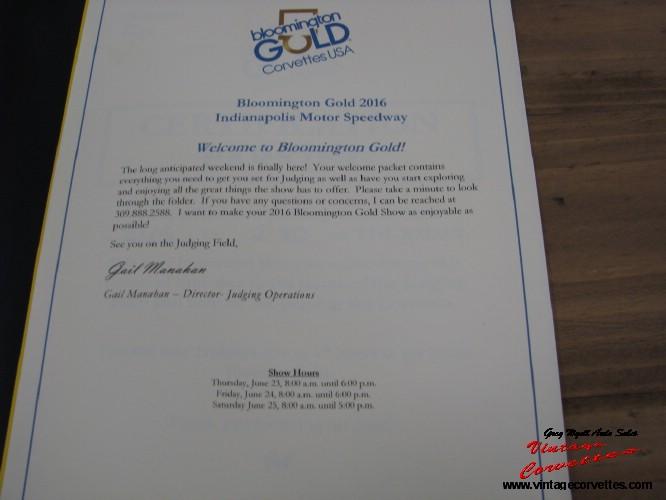 bloomington
GOLD
Corvettes USA
Bloomington Gold 2016
Indianapolis Motor Speedway
Welcome to Bloomington Gold!
The long anticipated weekend is finally here! Your welcome packet contains
everything you need to get you set for Judging as well as have you start exploring
and enjoying all the great things the show has to offer. Please take a minute to look
through the folder. If you have any questions or concerns, I can be reached at
309.888.2588. I want to make your 2016 Bloomington Gold Show as enjoyable as
possible!
See you on the Judging Field,
Gail Manahan
Gail Manahan – Director- Judging Operations
Show Hours
Thursday, June 23, 8:00 a.m. until 6:00 p.m.
Friday, June 24, 8:00 a.m. until 6:00 p.m.
Saturday June 25, 8:00 a.m. until 5:00 p.m.
Greg Wyatt Auto Sales
Vintage
Corvettes
www.vintagecorvettes.com